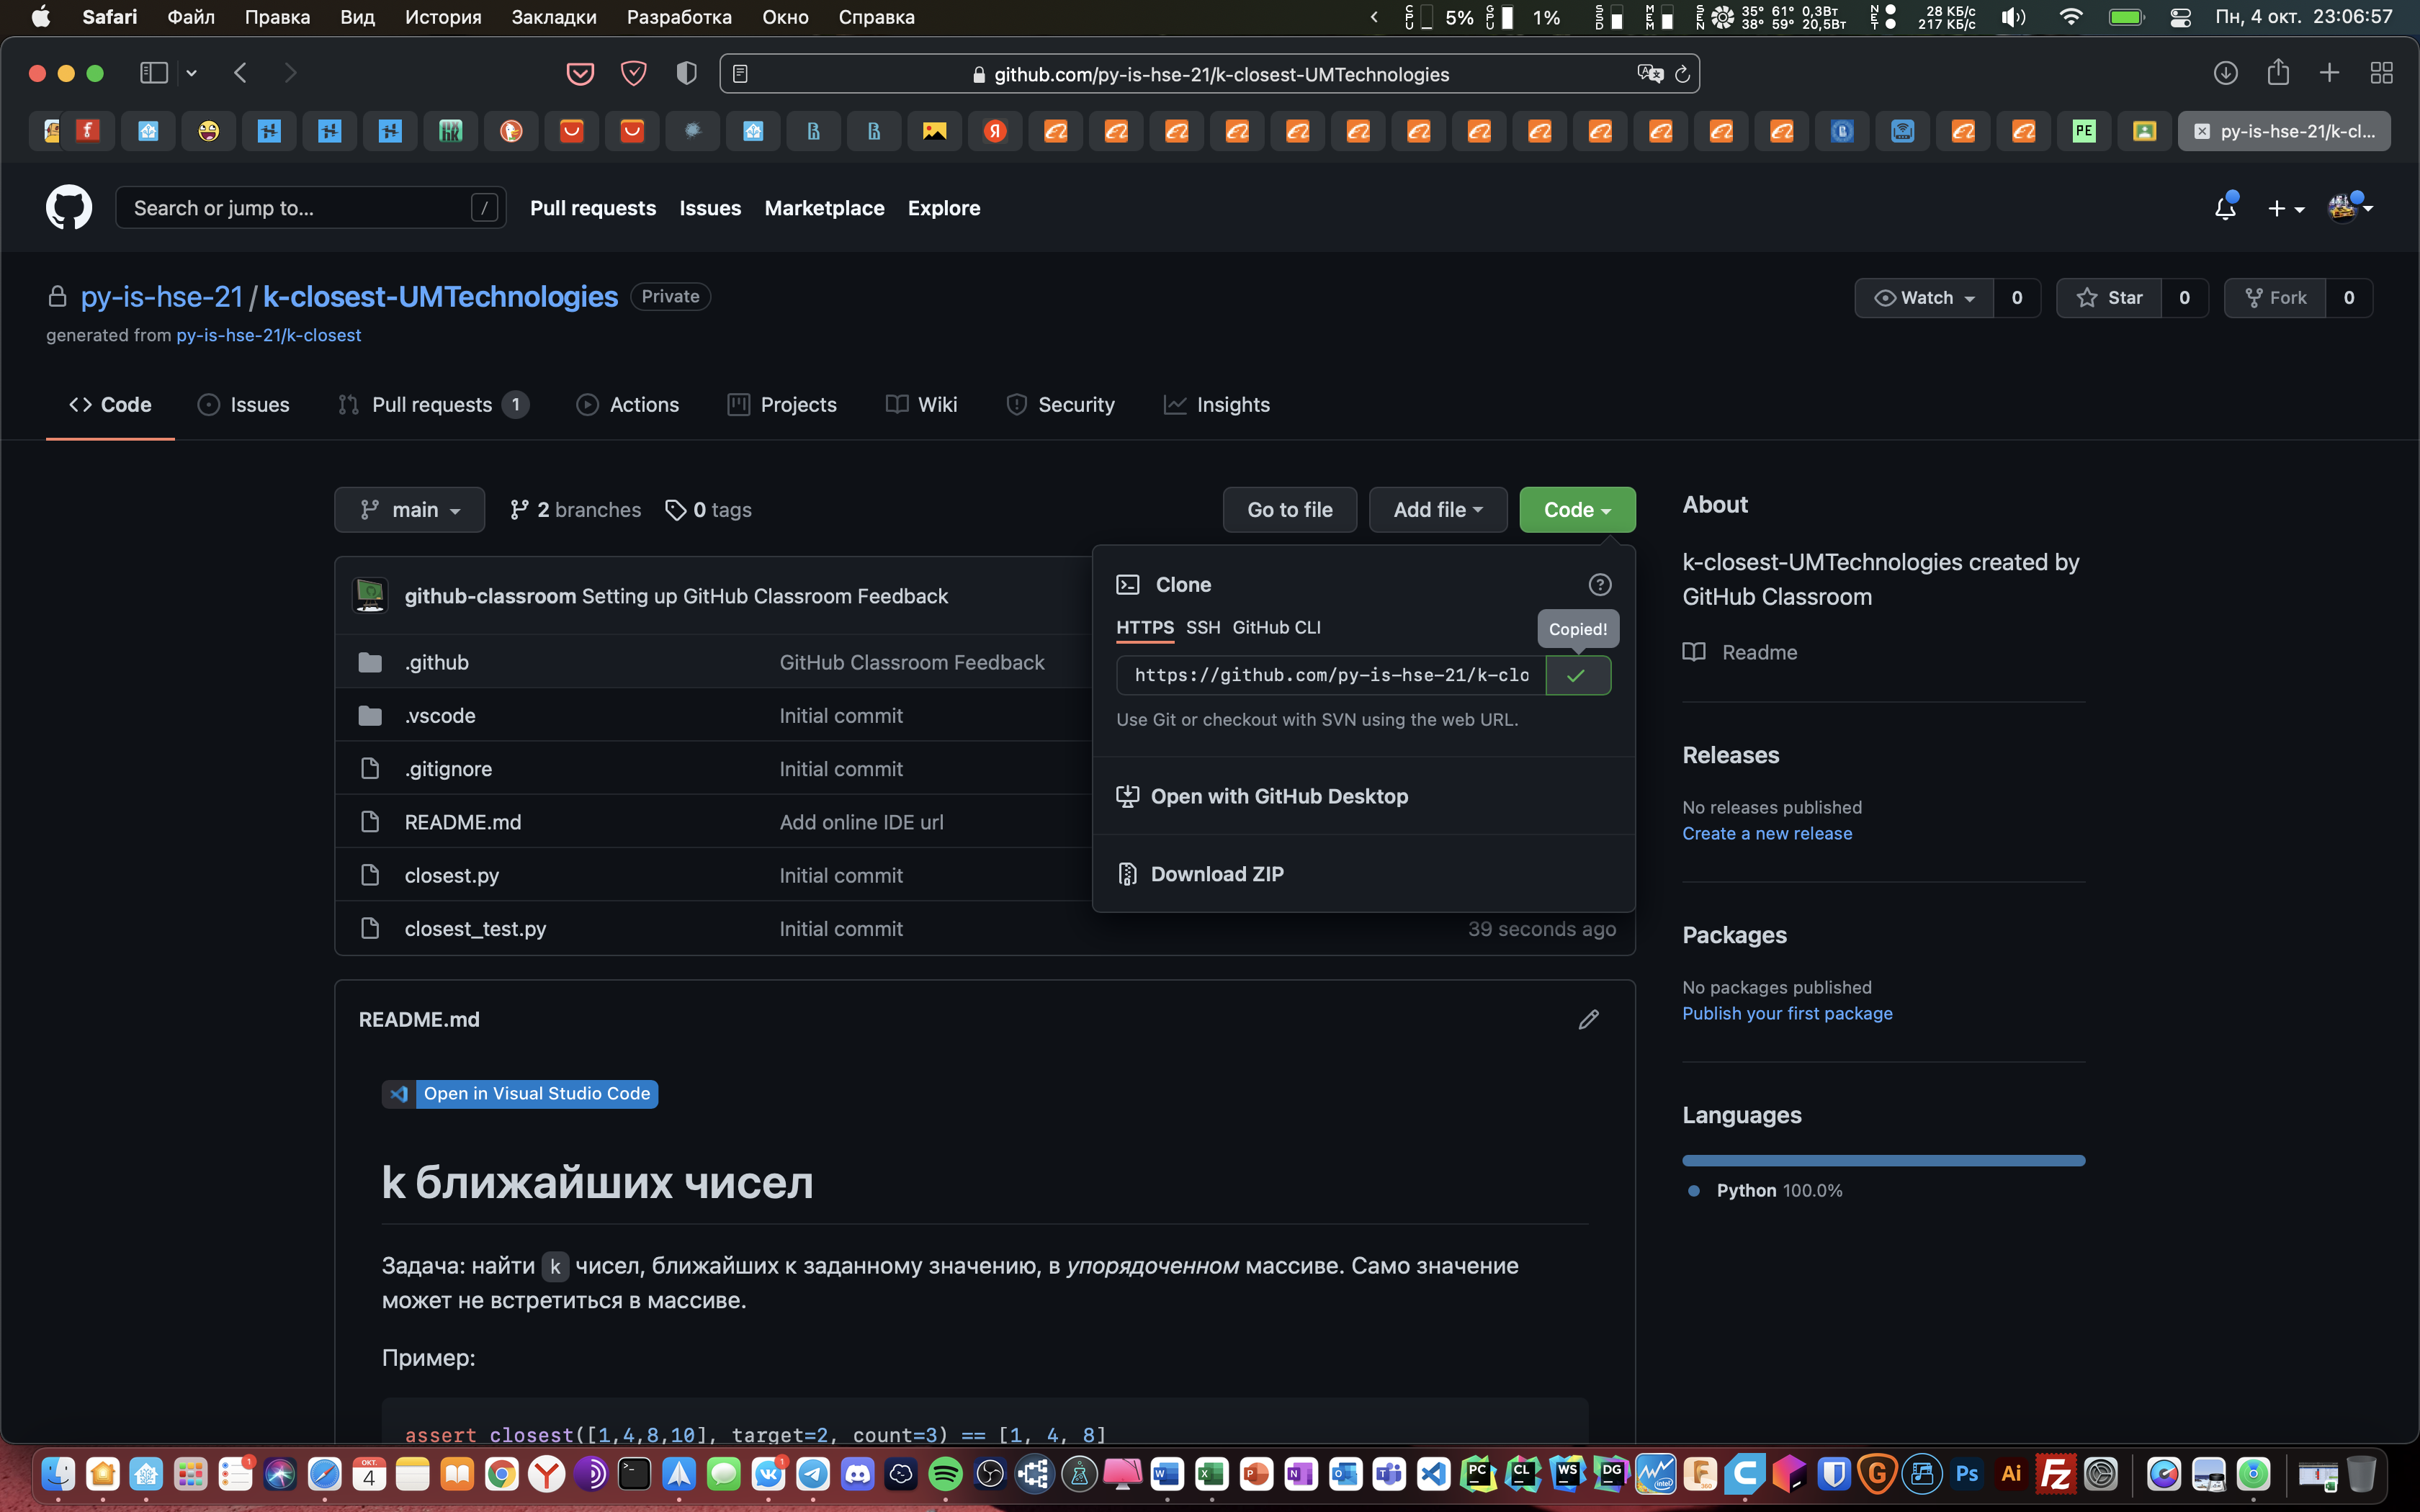 Safari Файл Правка Вид История Закладки Разработка Окно Справка
CPU 5% GPU 1% SSD MEM SEN 35° 61° 0,3Вт 38° 59° 20,5Вт NET 28 КБ/с 217 КБ/с Пн, 4 окт. 23:06:57
github.com/py-is-hse-21/k-closest-UMTechnologies
py-is-hse-21/k-cl...
Search or jump to... /
Pull requests Issues Marketplace Explore
py-is-hse-21/k-closest-UMTechnologies Private
Watch 0 Star 0 Fork 0
generated from py-is-hse-21/k-closest
Code Issues Pull requests 1 Actions Projects Wiki Security Insights
main 2 branches 0 tags
Go to file Add file Code
github-classroom Setting up GitHub Classroom Feedback
.github GitHub Classroom Feedback
.vscode Initial commit
.gitignore Initial commit
README.md Add online IDE url
closest.py Initial commit
closest_test.py Initial commit 39 seconds ago
Clone
HTTPS SSH GitHub CLI
Copied!
https://github.com/py-is-hse-21/k-clo
Use Git or checkout with SVN using the web URL.
Open with GitHub Desktop
Download ZIP
About
k-closest-UMTechnologies created by
GitHub Classroom
Readme
Releases
No releases published
Create a new release
Packages
No packages published
Publish your first package
Languages
Python 100.0%
README.md
Open in Visual Studio Code
k ближайших чисел
Задача: найти k чисел, ближайших к заданному значению, в упорядоченном массиве. Само значение
может не встретиться в массиве.
Пример:
assert closest([1,4,8,10], target=2, count=3) == [1, 4, 8]